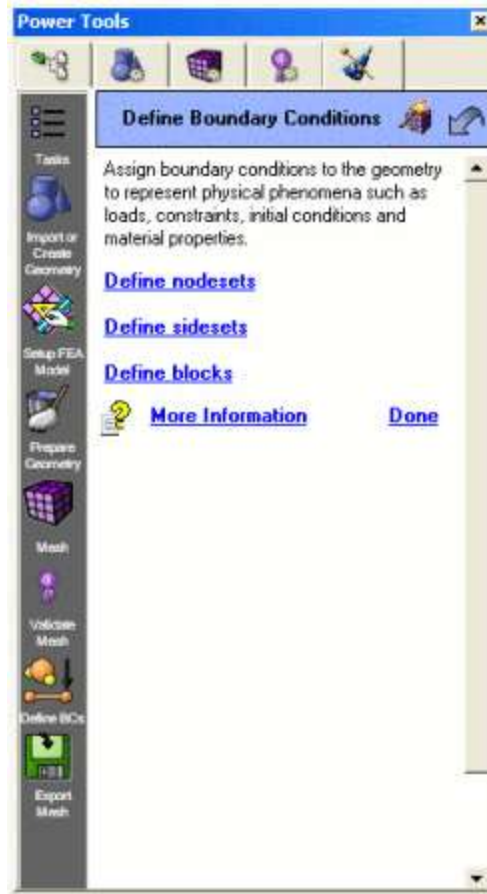 Power Tools
Define Boundary Conditions
Tasks
Import or
Create
Geometry
Setup FEA
Model
Prepare
Geometry
Mesh
Validate
Mesh
Define BCs
Export
Mesh
Assign boundary conditions to the geometry
to represent physical phenomena such as
loads, constraints, initial conditions and
material properties.
Define nodesets
Define sidesets
Define blocks
More Information Done